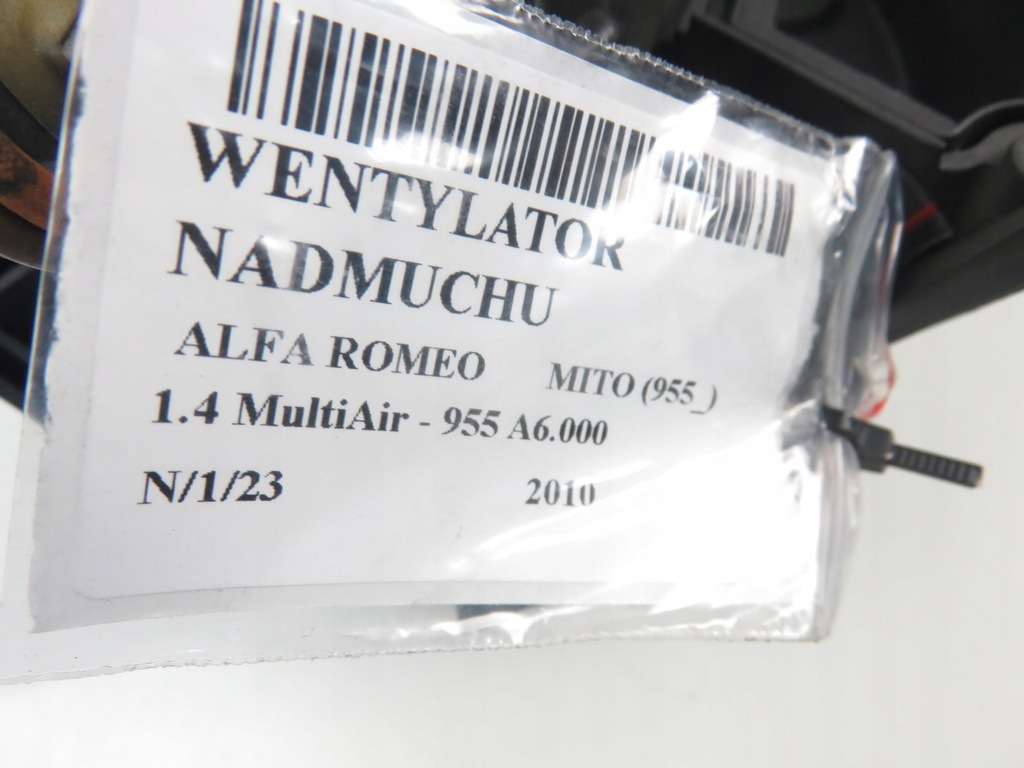 WENTYLATOR
NADMUCHU
ALFA ROMEO MITO (955_)
1.4 MultiAir - 955 A6.000
N/1/23 2010